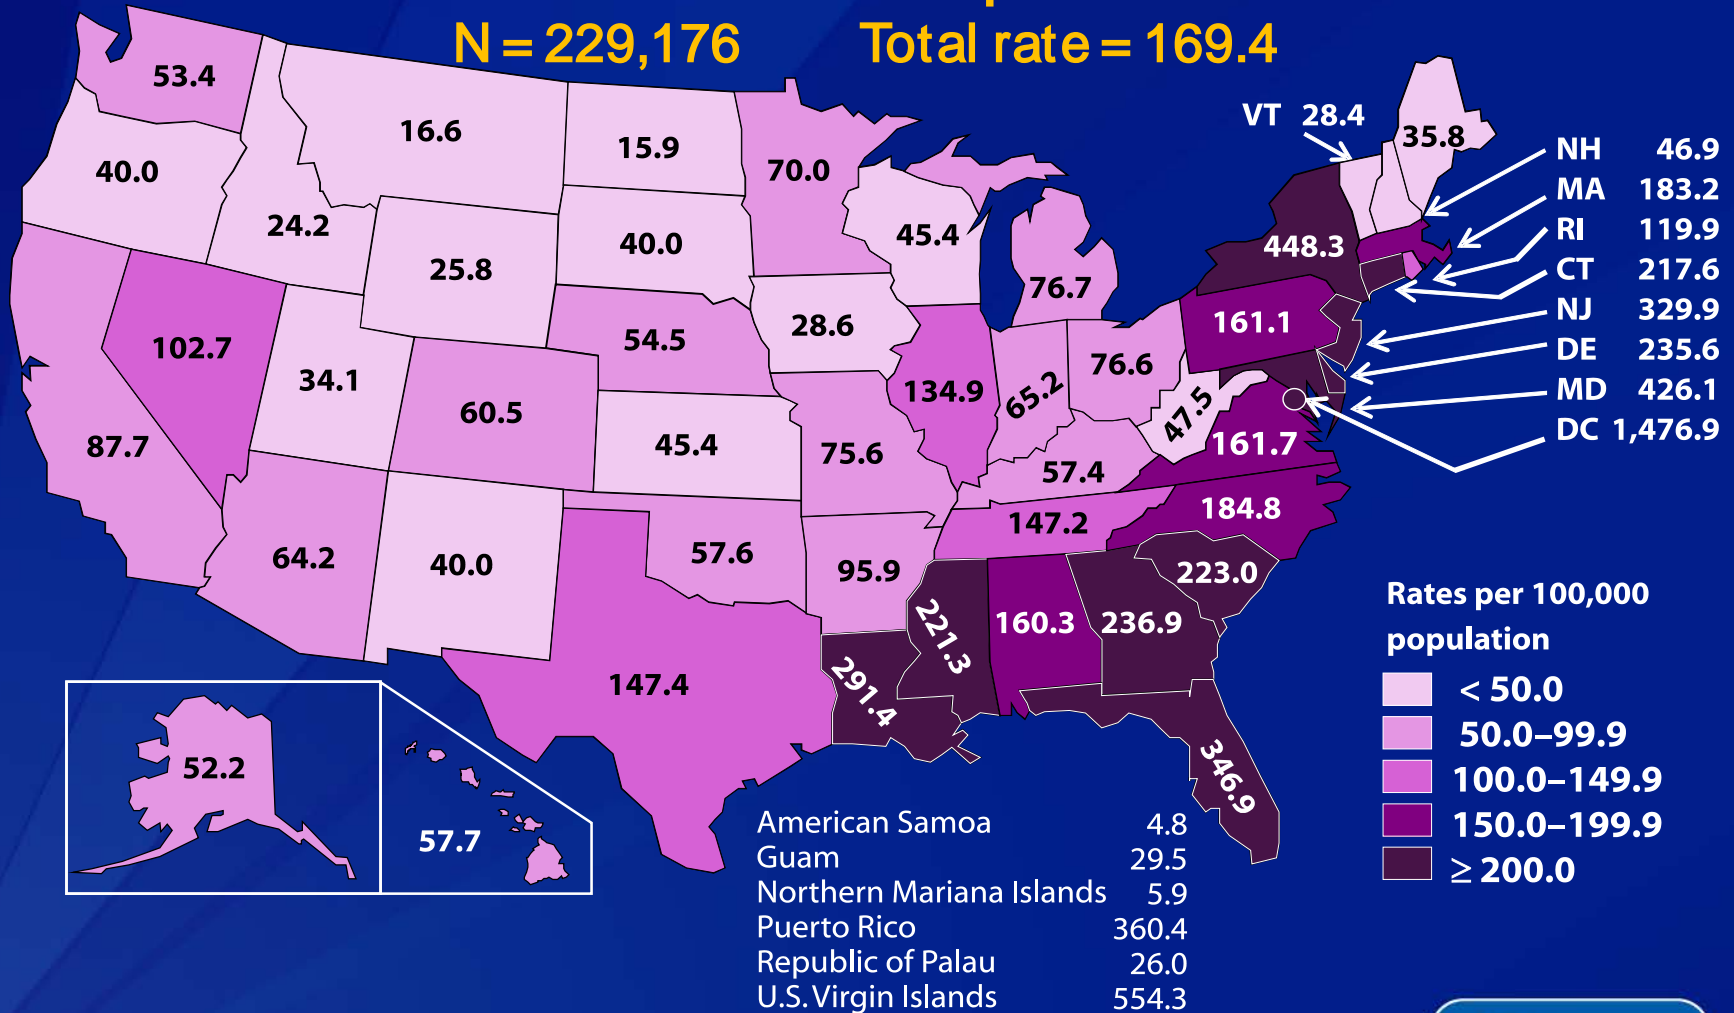 N = 229,176 Total rate = 169.4
53.4
16.6
15.9
70.0
VT 28.4
35.8
NH 46.9
MA 183.2
RI 119.9
CT 217.6
NJ 329.9
DE 235.6
MD 426.1
DC 1,476.9
40.0
24.2
25.8
40.0
45.4
76.7
448.3
161.1
102.7
34.1
60.5
54.5
28.6
134.9
65.2
76.6
47.5
161.7
87.7
45.4
75.6
57.4
184.8
64.2
40.0
57.6
95.9
147.2
223.0
147.4
291.4
221.3
160.3
236.9
346.9
52.2
57.7
Rates per 100,000
population
< 50.0
50.0–99.9
100.0–149.9
150.0–199.9
≥ 200.0
American Samoa 4.8
Guam 29.5
Northern Mariana Islands 5.9
Puerto Rico 360.4
Republic of Palau 26.0
U.S. Virgin Islands 554.3